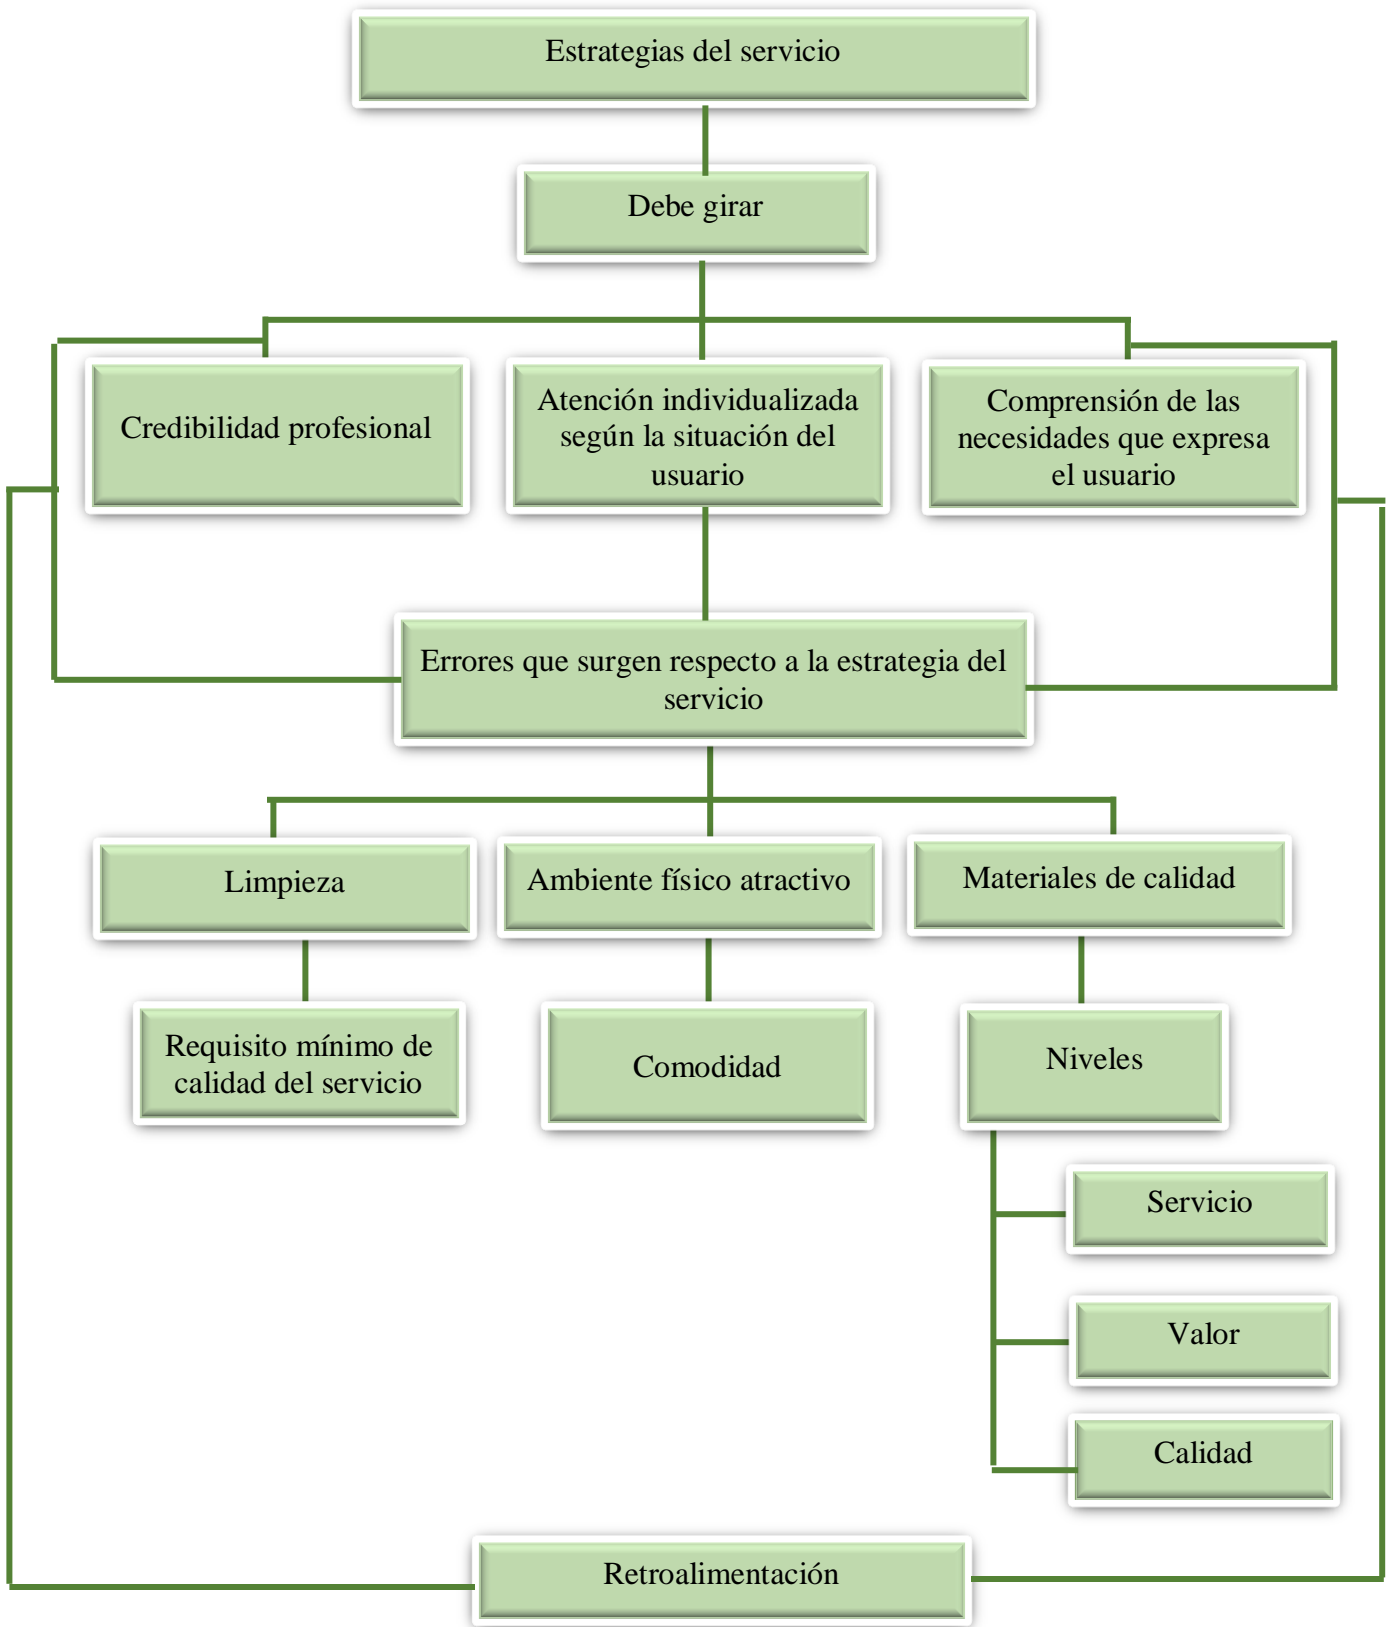 Estrategias del servicio
Debe girar
Credibilidad profesional
Atención individualizada
según la situación del
usuario
Comprensión de las
necesidades que expresa
el usuario
Errores que surgen respecto a la estrategia del
servicio
Limpieza
Ambiente físico atractivo
Materiales de calidad
Requisito mínimo de
calidad del servicio
Comodidad
Niveles
Servicio
Valor
Calidad
Retroalimentación